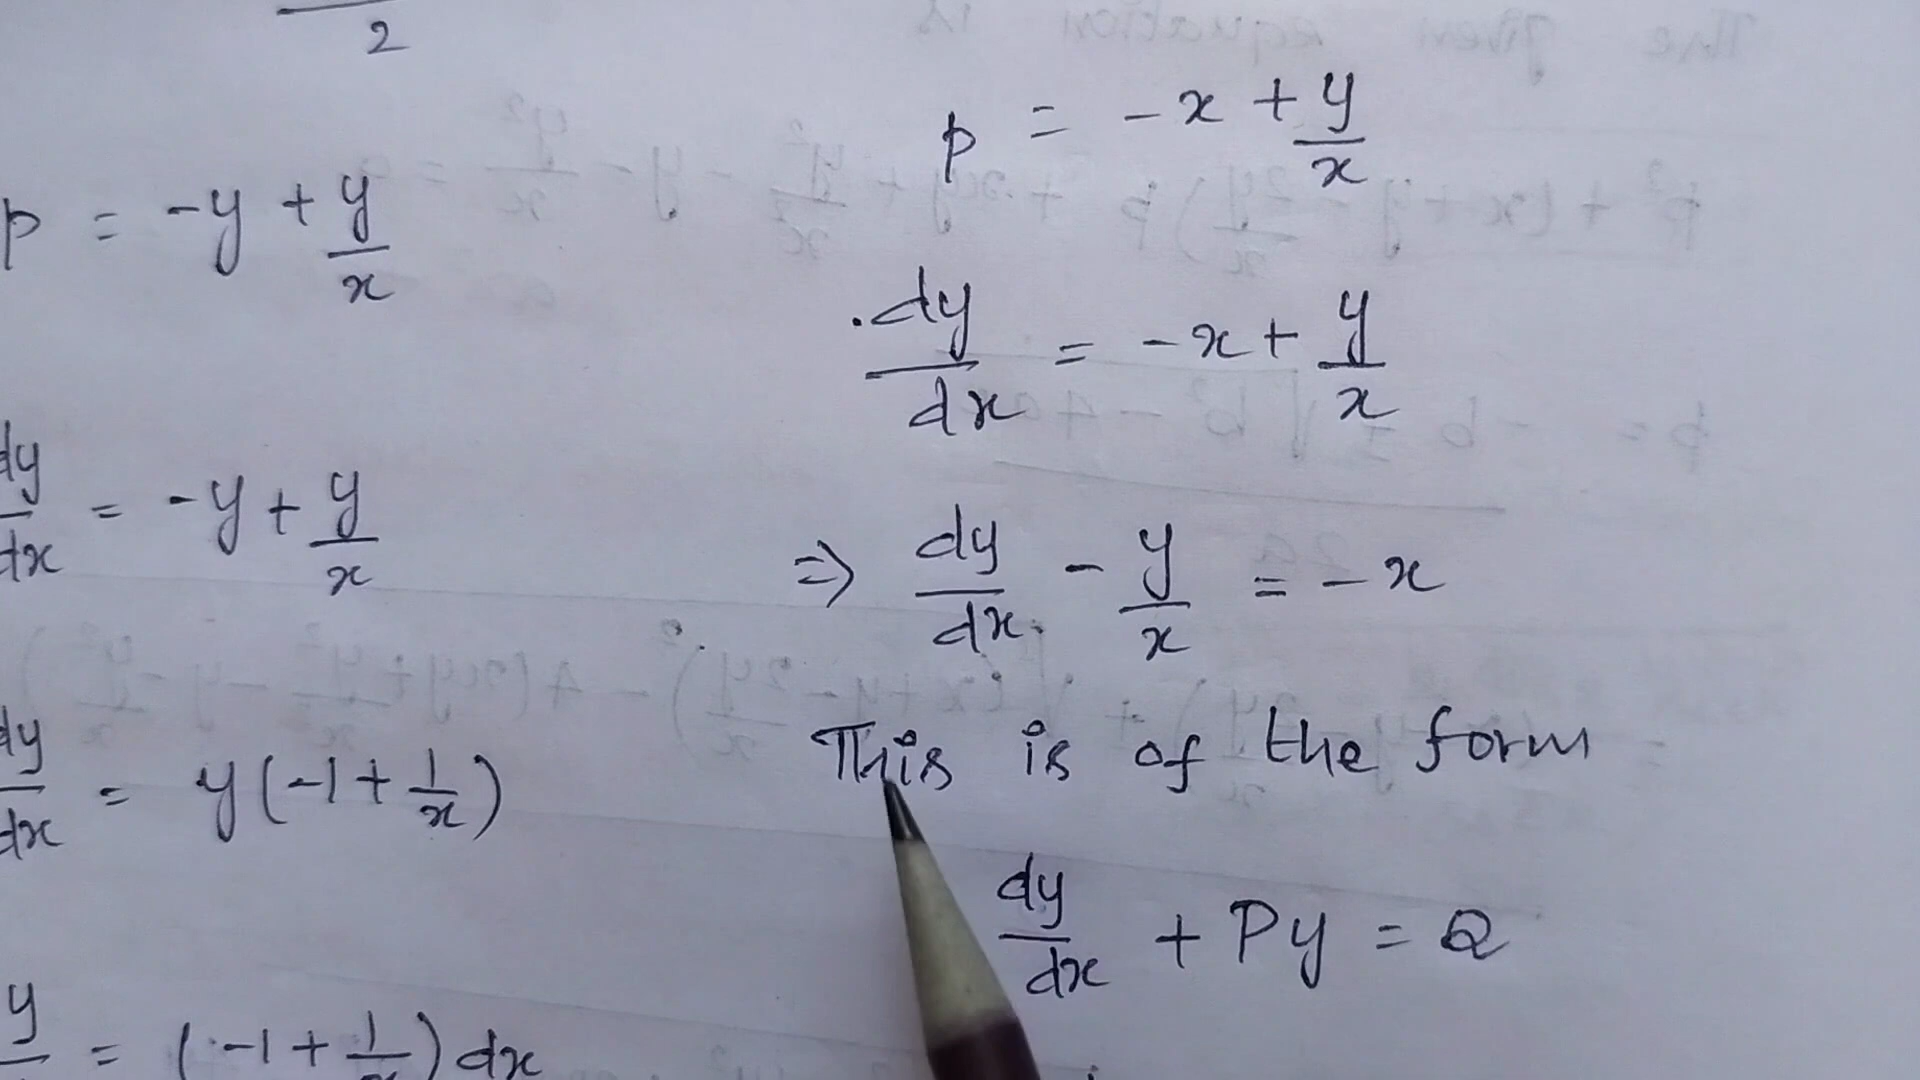 2
p = -y + y/x
dy/dx = -y + y/x
dy/dx = y(-1 + 1/x)
y = (-1 + 1/x) dx
p = -x + y/x
dy/dx = -x + y/x
⇒ dy/dx - y/x = -x
This is of the form
dy/dx + Py = Q